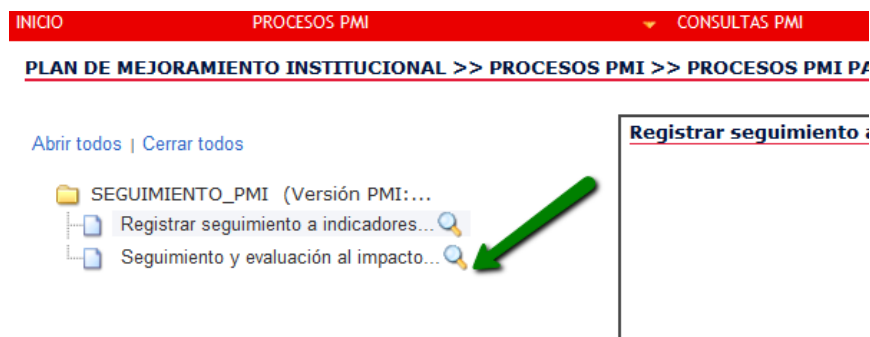 INICIO PROCESOS PMI CONSULTAS PMI
PLAN DE MEJORAMIENTO INSTITUCIONAL >> PROCESOS PMI >> PROCESOS PMI
Registrar seguimiento
Abrir todos | Cerrar todos
SEGUIMIENTO_PMI (Versión PMI:...
Registrar seguimiento a indicadores...
Seguimiento y evaluación al impacto...